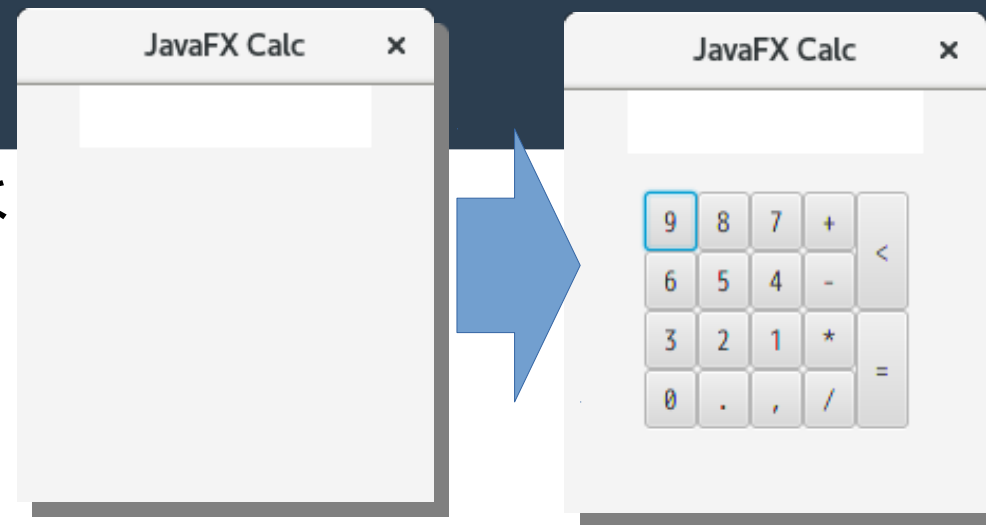 JavaFX Calc ×
JavaFX Calc ×
9 8 7 + <
6 5 4 -
3 2 1 * =
0 . , /